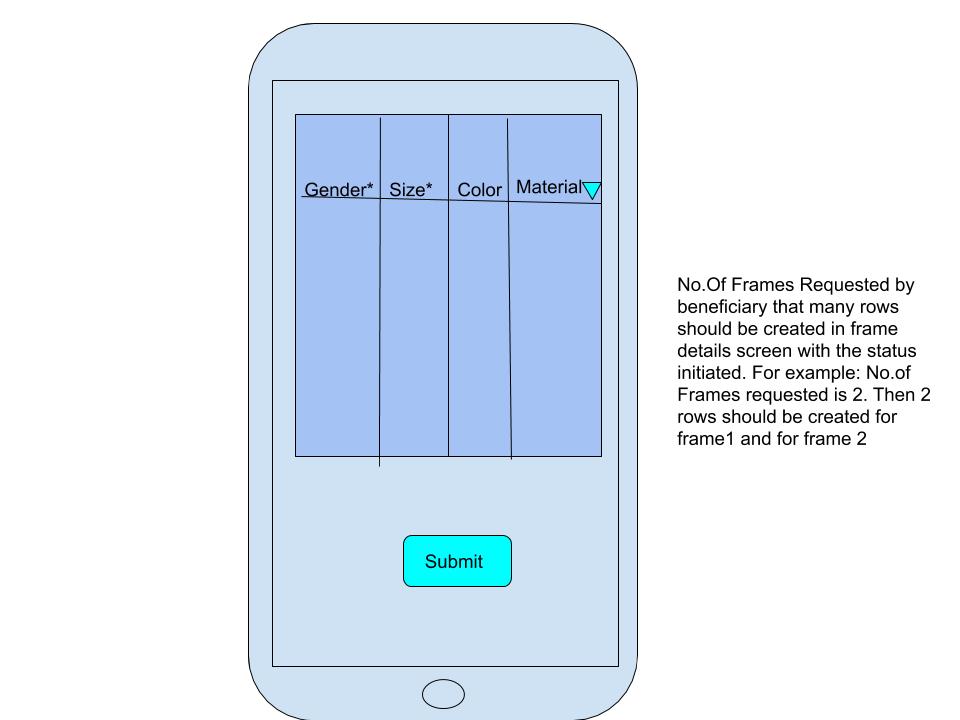 Gender* Size* Color Material
No.Of Frames Requested by
beneficiary that many rows
should be created in frame
details screen with the status
initiated. For example: No.of
Frames requested is 2. Then 2
rows should be created for
frame1 and for frame 2
Submit